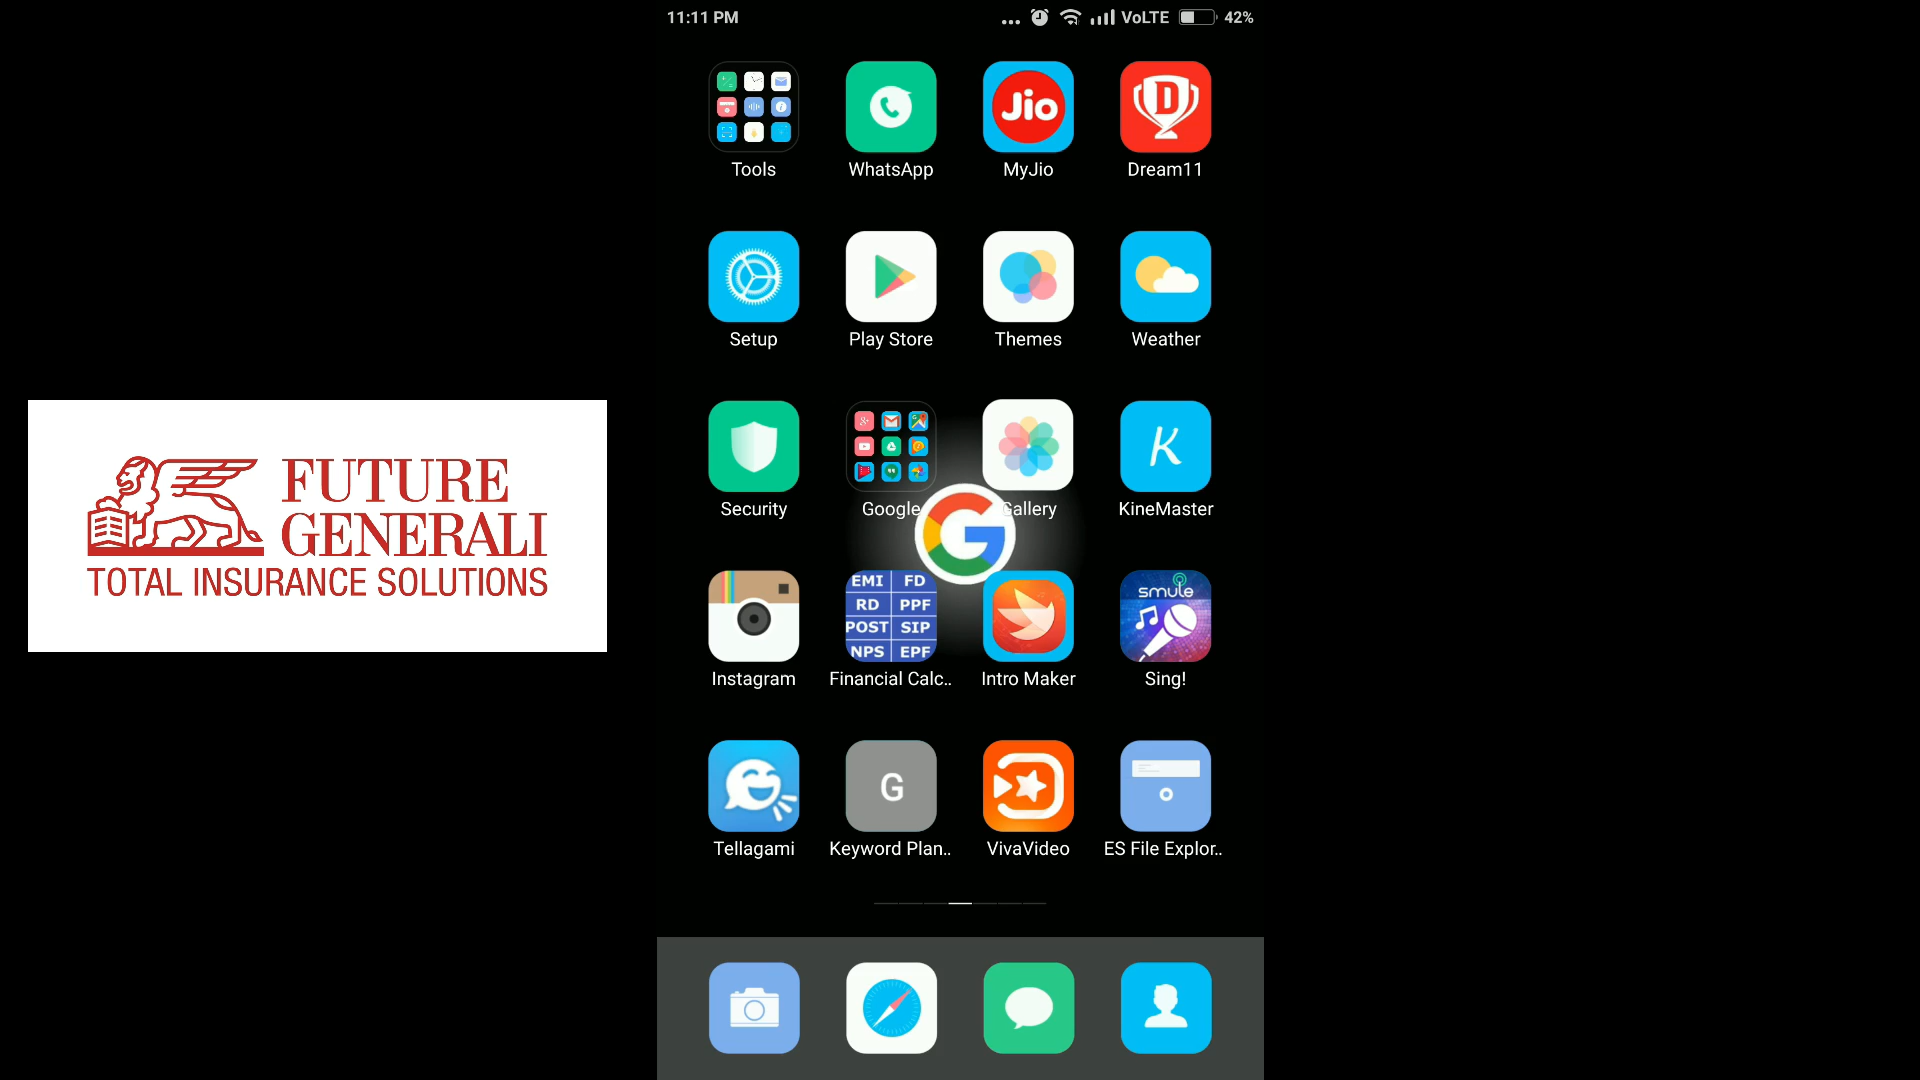 11:11 PM
... VoLTE 42%
Jio
D
Tools
WhatsApp
MyJio
Dream11
Setup
Play Store
Themes
Weather
K
Security
Google
Gallery
KineMaster
FUTURE
GENERALI
TOTAL INSURANCE SOLUTIONS
G
EMI FD
RD PPF
POST SIP
NPS EPF
smule
Instagram
Financial Calc..
Intro Maker
Sing!
G
Tellagami
Keyword Plan..
VivaVideo
ES File Explor..